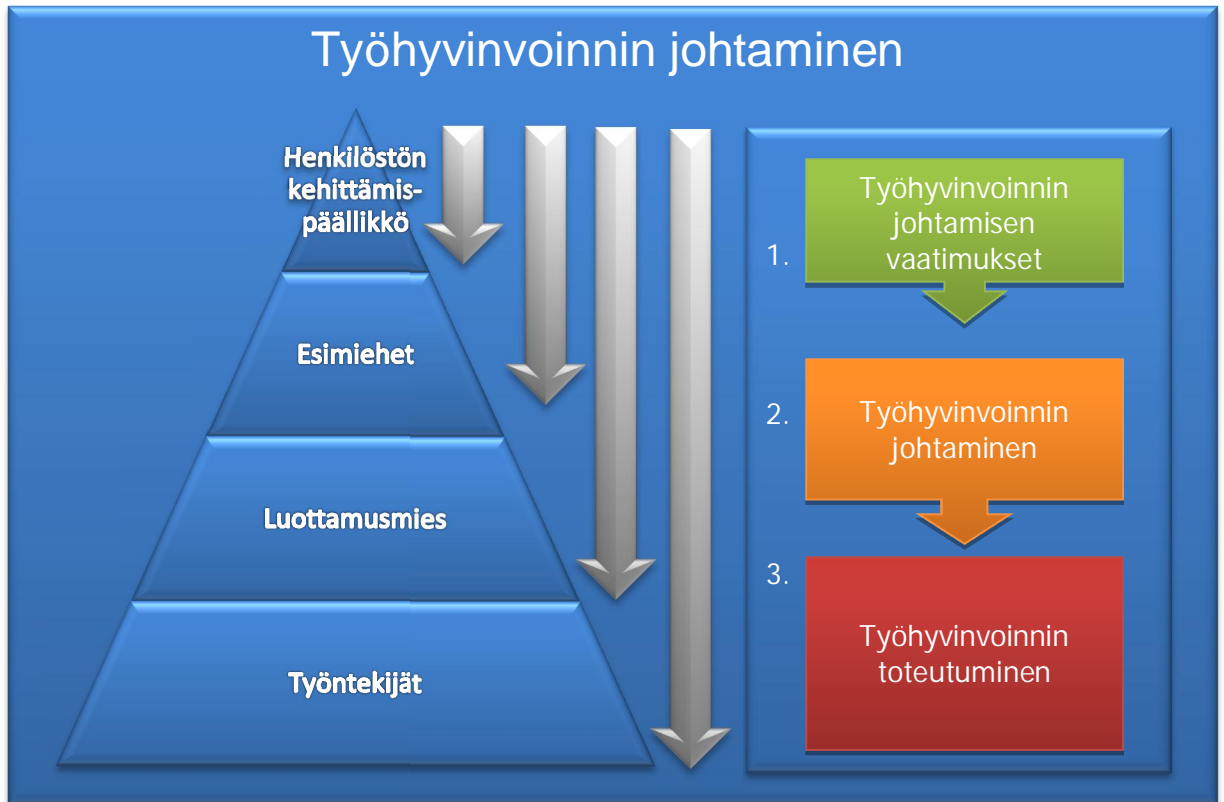 Työhyvinvoinnin johtaminen
Henkilöstön
kehittämis-
päällikkö
Esimiehet
Luottamusmies
Työntekijät
1.
Työhyvinvoinnin
johtamisen
vaatimukset
2.
Työhyvinvoinnin
johtaminen
3.
Työhyvinvoinnin
toteutuminen